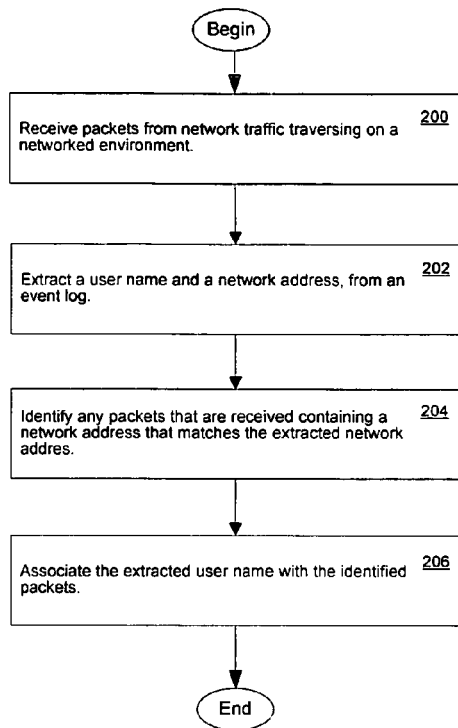 Begin
200
Receive packets from network traffic traversing on a
networked environment.
202
Extract a user name and a network address, from an
event log.
204
Identify any packets that are received containing a
network address that matches the extracted network
addres.
206
Associate the extracted user name with the identified
packets.
End